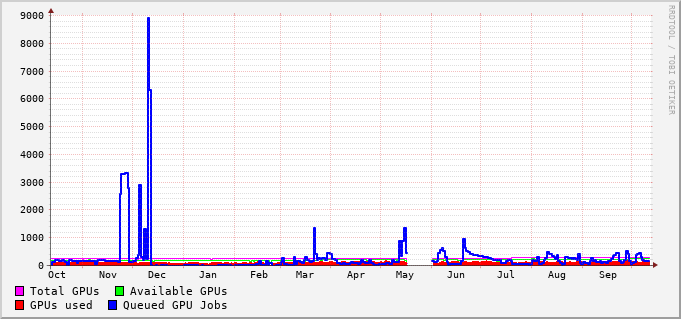 9000
8000
7000
6000
5000
4000
3000
2000
1000
0
Oct Nov Dec Jan Feb Mar Apr May Jun Jul Aug Sep
Total GPUs Available GPUs
GPUs used Queued GPU Jobs
RRDTOOL / TOBI OETIKER